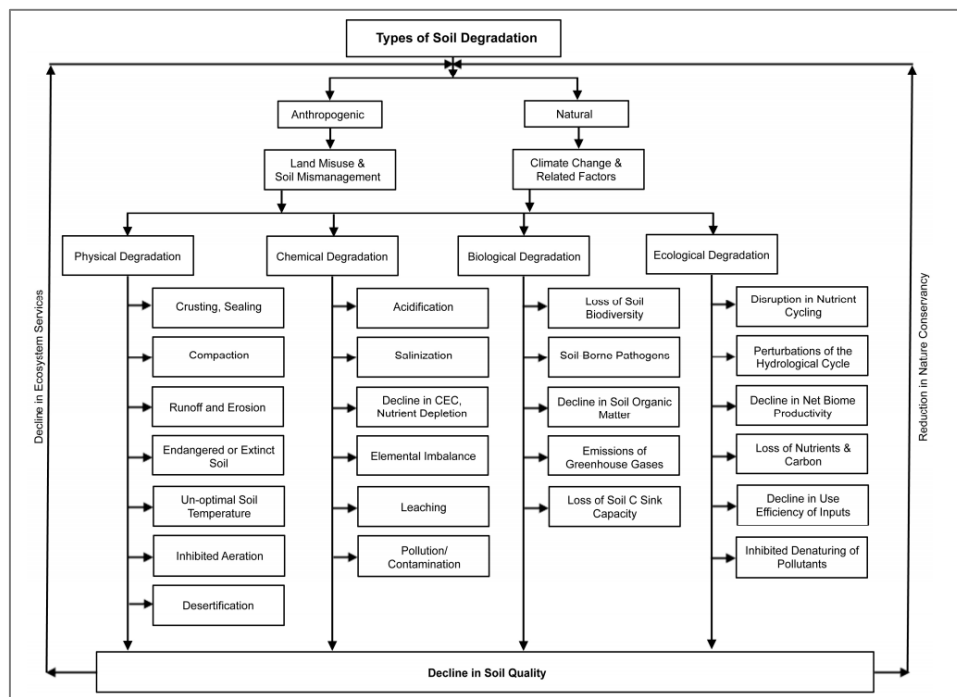 Types of Soil Degradation
Anthropogenic
Natural
Land Misuse &
Soil Mismanagement
Climate Change &
Related Factors
Physical Degradation
Chemical Degradation
Biological Degradation
Ecological Degradation
Crusting, Sealing
Compaction
Runoff and Erosion
Endangered or Extinct
Soil
Un-optimal Soil
Temperature
Inhibited Aeration
Desertification
Acidification
Salinization
Decline in CEC,
Nutrient Depletion
Elemental Imbalance
Leaching
Pollution/
Contamination
Loss of Soil
Biodiversity
Soil Borne Pathogens
Decline in Soil Organic
Matter
Emissions of
Greenhouse Gases
Loss of Soil C Sink
Capacity
Disruption in Nutrient
Cycling
Perturbations of the
Hydrological Cycle
Decline in Net Biome
Productivity
Loss of Nutrients &
Carbon
Decline in Use
Efficiency of Inputs
Inhibited Denaturing of
Pollutants
Decline in Ecosystem Services
Reduction in Nature Conservancy
Decline in Soil Quality